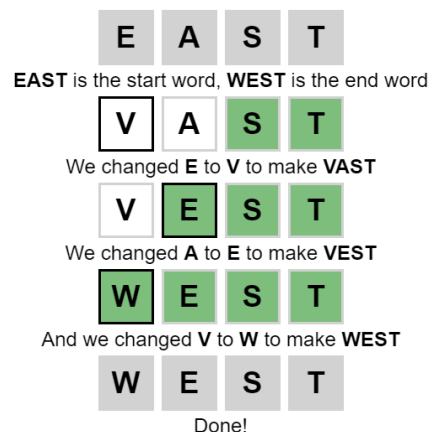 E A S T
EAST is the start word, WEST is the end word
V A S T
We changed E to V to make VAST
V E S T
We changed A to E to make VEST
W E S T
And we changed V to W to make WEST
W E S T
Done!